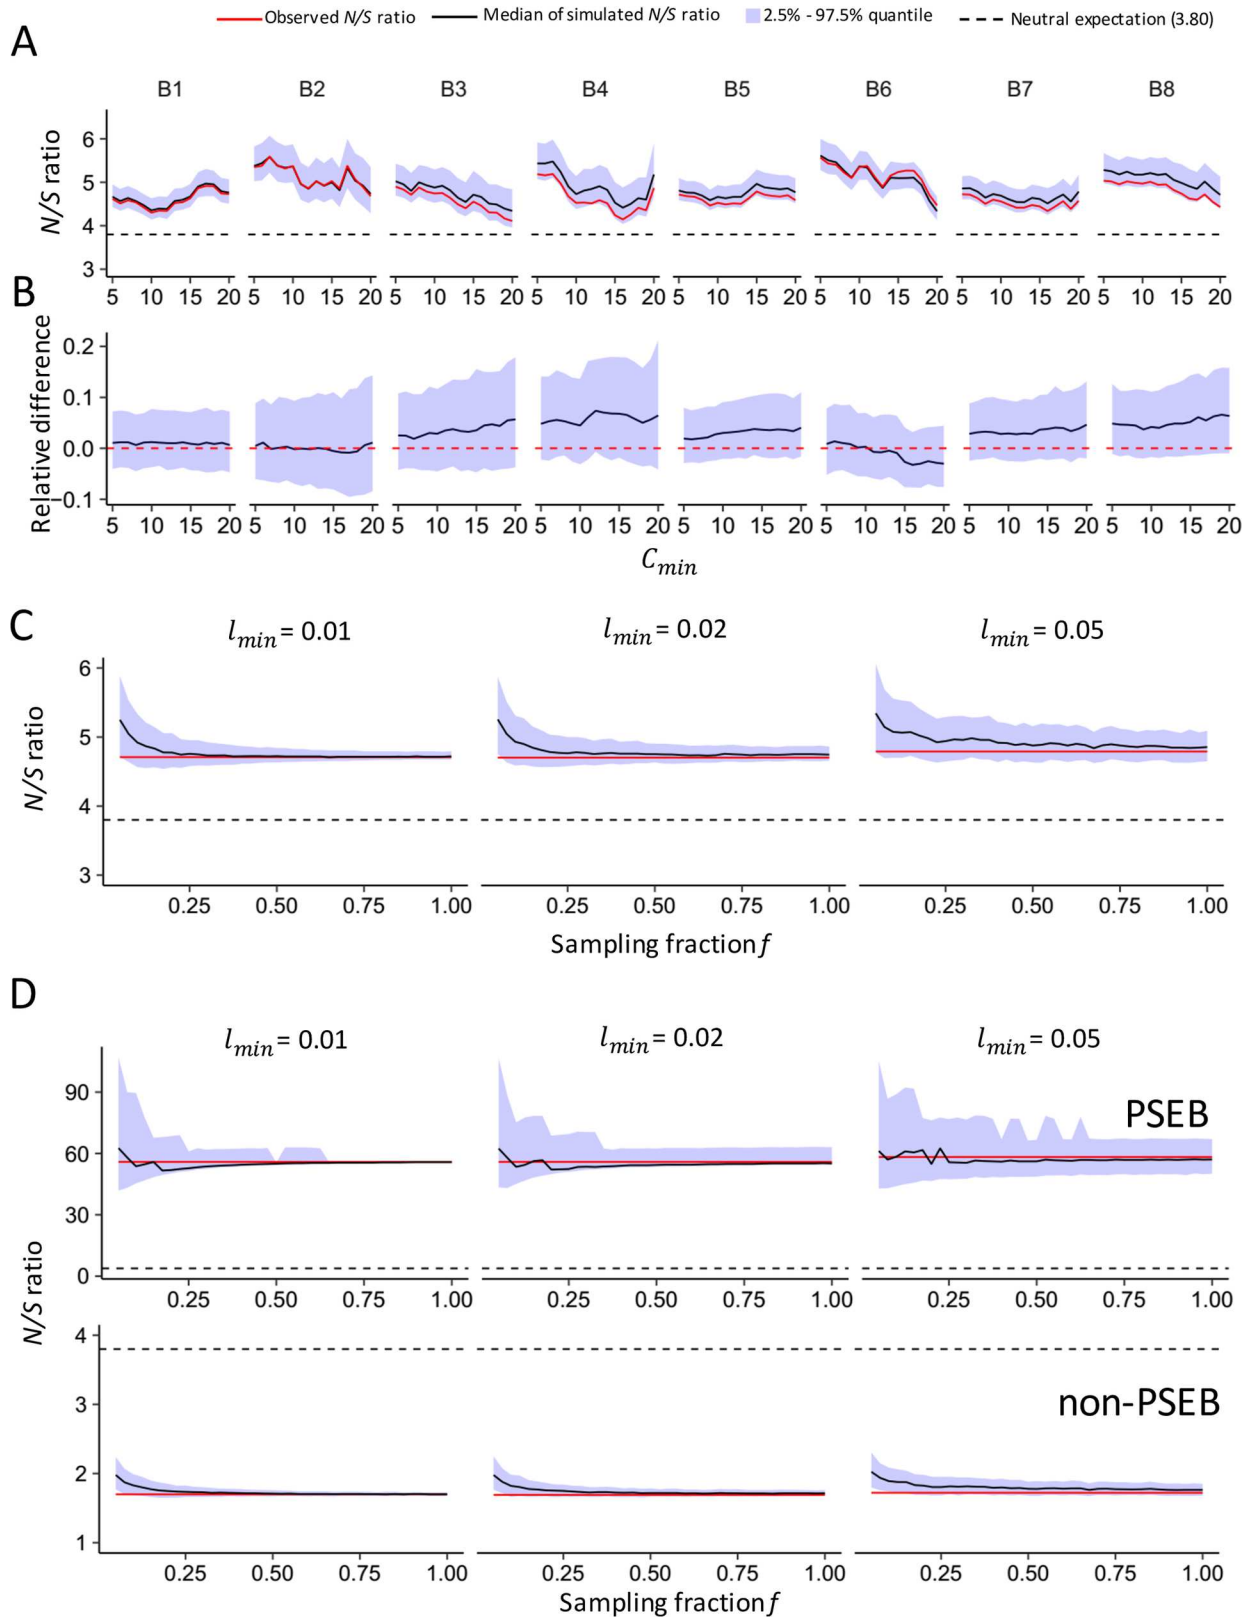 Observed N/S ratio Median of simulated N/S ratio 2.5% - 97.5% quantile Neutral expectation (3.80)
A
B1 B2 B3 B4 B5 B6 B7 B8
N/S ratio
6
5
4
3
5 10 15 20 5 10 15 20 5 10 15 20 5 10 15 20 5 10 15 20 5 10 15 20 5 10 15 20 5 10 15 20
B
Relative difference
0.2
0.1
0.0
−0.1
5 10 15 20 5 10 15 20 5 10 15 20 5 10 15 20 5 10 15 20 5 10 15 20 5 10 15 20 5 10 15 20
Cmin
C
lmin = 0.01 lmin = 0.02 lmin = 0.05
N/S ratio
6
5
4
3
0.25 0.50 0.75 1.00 0.25 0.50 0.75 1.00 0.25 0.50 0.75 1.00
Sampling fraction f
D
lmin = 0.01 lmin = 0.02 lmin = 0.05
PSEB
N/S ratio
90
60
30
0
0.25 0.50 0.75 1.00 0.25 0.50 0.75 1.00 0.25 0.50 0.75 1.00
non-PSEB
4
3
2
1
0.25 0.50 0.75 1.00 0.25 0.50 0.75 1.00 0.25 0.50 0.75 1.00
Sampling fraction f